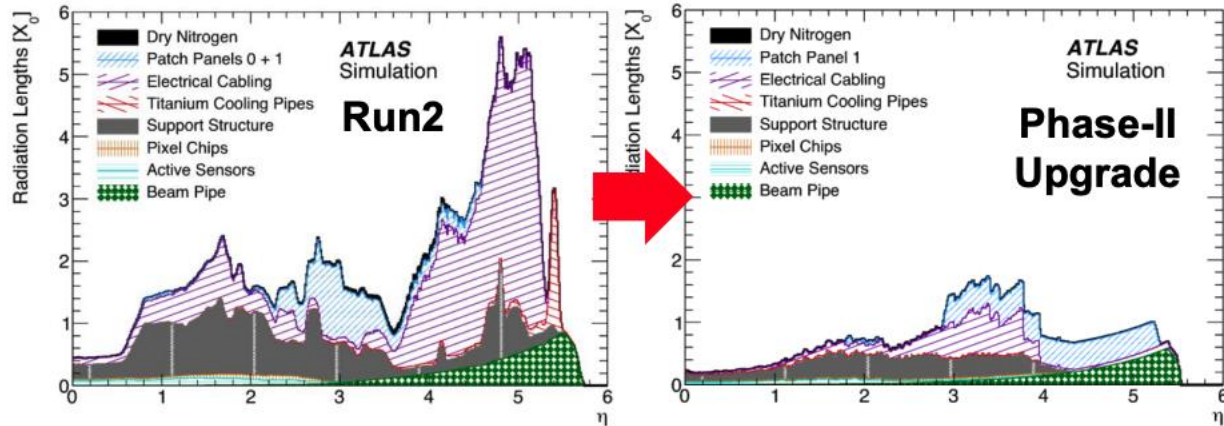 Radiation Lengths [X₀]
6
5
4
3
2
1
0
Dry Nitrogen
Patch Panels 0 + 1
Electrical Cabling
Titanium Cooling Pipes
Support Structure
Pixel Chips
Active Sensors
Beam Pipe
ATLAS
Simulation
Run2
0 1 2 3 4 5 6
η
Radiation Lengths [X₀]
6
5
4
3
2
1
0
Dry Nitrogen
Patch Panel 1
Electrical Cabling
Titanium Cooling Pipes
Support Structure
Pixel Chips
Active Sensors
Beam Pipe
ATLAS
Simulation
Phase-II
Upgrade
0 1 2 3 4 5 6
η